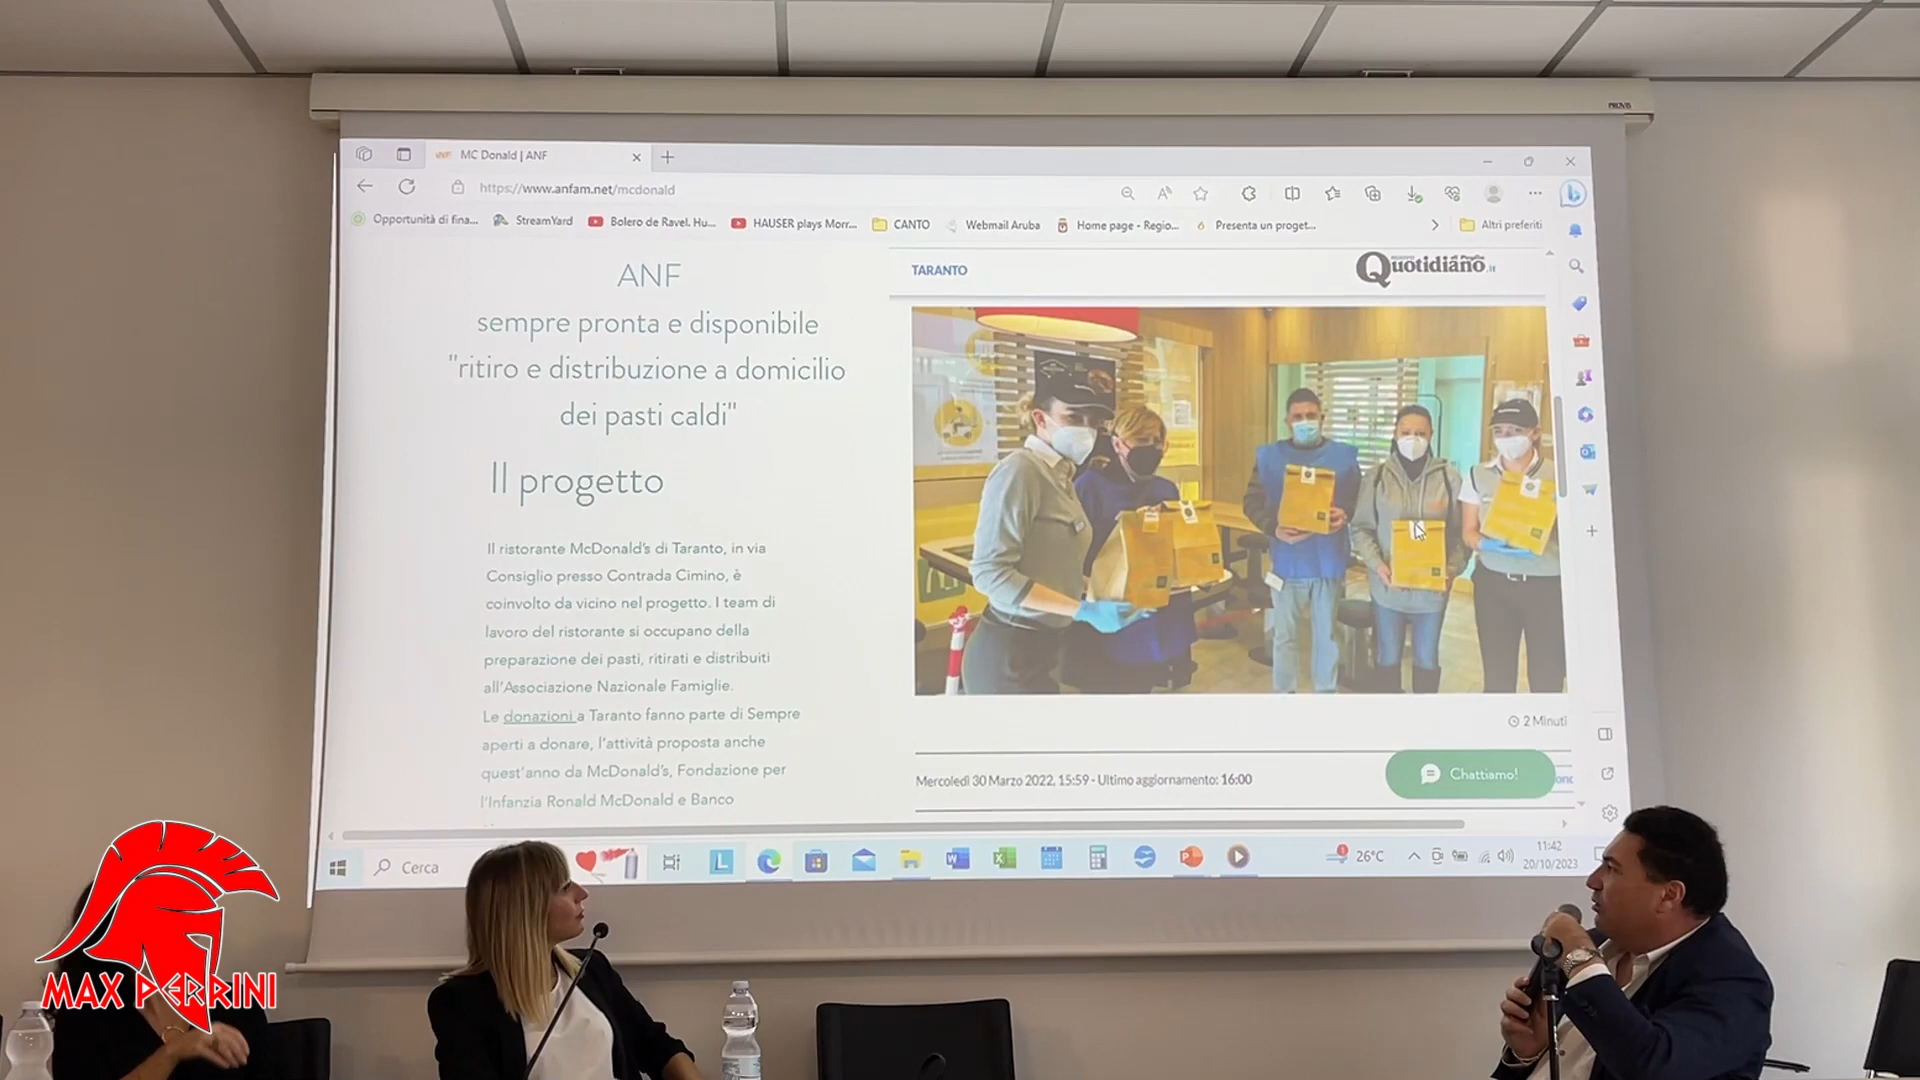 PROVIS
ANF MC Donald | ANF
https://www.anfam.net/mcdonald
Opportunità di fina... StreamYard Bolero de Ravel. Hu... HAUSER plays Morr... CANTO Webmail Aruba Home page - Regio... Presenta un proget... Altri preferiti
ANF
sempre pronta e disponibile
"ritiro e distribuzione a domicilio
dei pasti caldi"
Il progetto
Il ristorante McDonald's di Taranto, in via
Consiglio presso Contrada Cimino, è
coinvolto da vicino nel progetto. I team di
lavoro del ristorante si occupano della
preparazione dei pasti, ritirati e distribuiti
all'Associazione Nazionale Famiglie.
Le donazioni a Taranto fanno parte di Sempre
aperti a donare, l'attività proposta anche
quest'anno da McDonald's, Fondazione per
l'Infanzia Ronald McDonald e Banco
TARANTO
Quotidiano.it
di Puglia
2 Minuti
Mercoledì 30 Marzo 2022, 15:59 - Ultimo aggiornamento: 16:00
Chattiamo!
Cerca
L
26°C
11:42
20/10/2023
MAX PERRINI